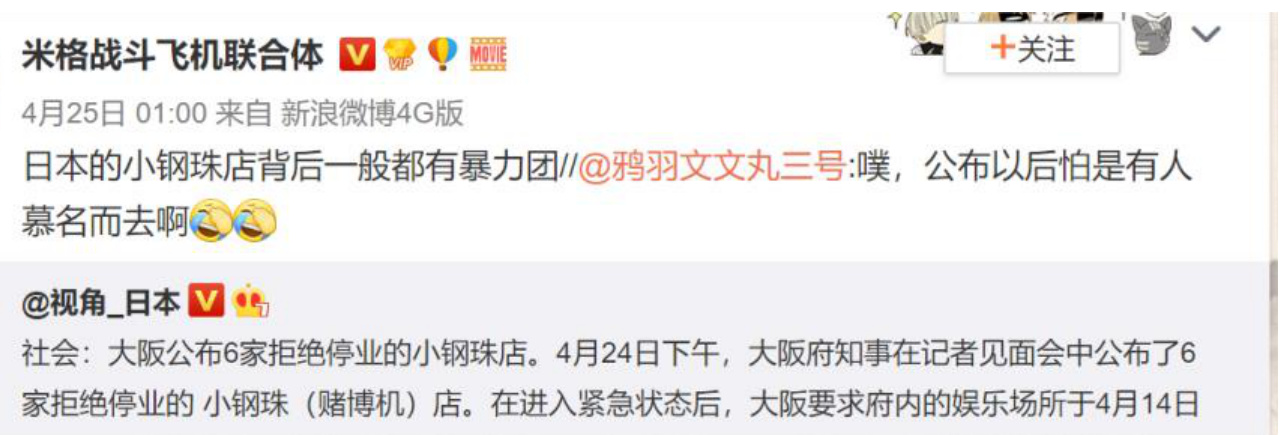 米格战斗飞机联合体 V VIP MOVIE
+关注
4月25日 01:00 来自 新浪微博4G版
日本的小钢珠店背后一般都有暴力团//@鸦羽文文丸三号:噗，公布以后怕是有人
慕名而去啊
@视角_日本 V 7
社会：大阪公布6家拒绝停业的小钢珠店。4月24日下午，大阪府知事在记者见面会中公布了6
家拒绝停业的 小钢珠（赌博机）店。在进入紧急状态后，大阪要求府内的娱乐场所于4月14日